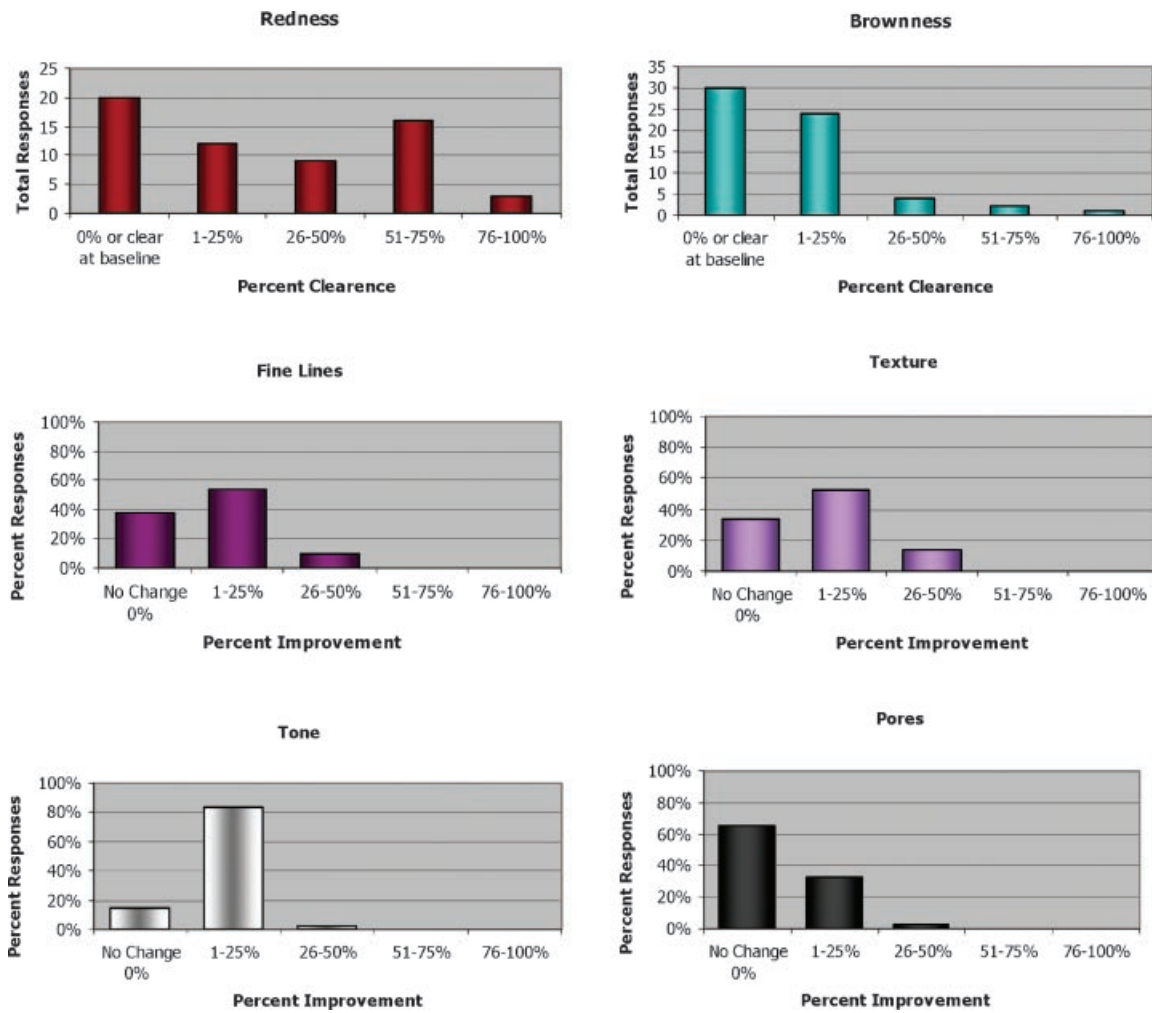 Redness
Total Responses
25
20
15
10
5
0
0% or clear
at baseline
1-25%
26-50%
51-75%
76-100%
Percent Clearence
Brownness
Total Responses
35
30
25
20
15
10
5
0
0% or clear
at baseline
1-25%
26-50%
51-75%
76-100%
Percent Clearence
Fine Lines
Percent Responses
100%
80%
60%
40%
20%
0%
No Change
0%
1-25%
26-50%
51-75%
76-100%
Percent Improvement
Texture
Percent Responses
100%
80%
60%
40%
20%
0%
No Change
0%
1-25%
26-50%
51-75%
76-100%
Percent Improvement
Tone
Percent Responses
100%
80%
60%
40%
20%
0%
No Change
0%
1-25%
26-50%
51-75%
76-100%
Percent Improvement
Pores
Percent Responses
100%
80%
60%
40%
20%
0%
No Change
0%
1-25%
26-50%
51-75%
76-100%
Percent Improvement